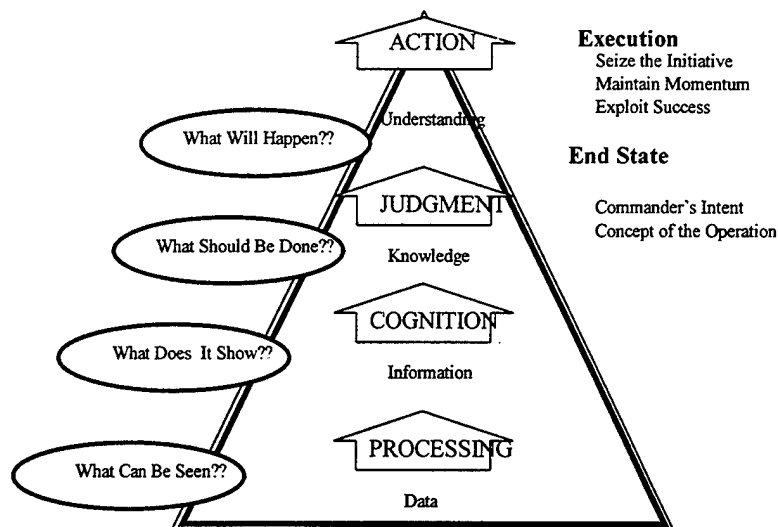 ACTION
Execution
Seize the Initiative
Maintain Momentum
Exploit Success
Understanding
What Will Happen??
End State
JUDGMENT
Commander's Intent
Concept of the Operation
What Should Be Done??
Knowledge
COGNITION
What Does It Show??
Information
PROCESSING
What Can Be Seen??
Data